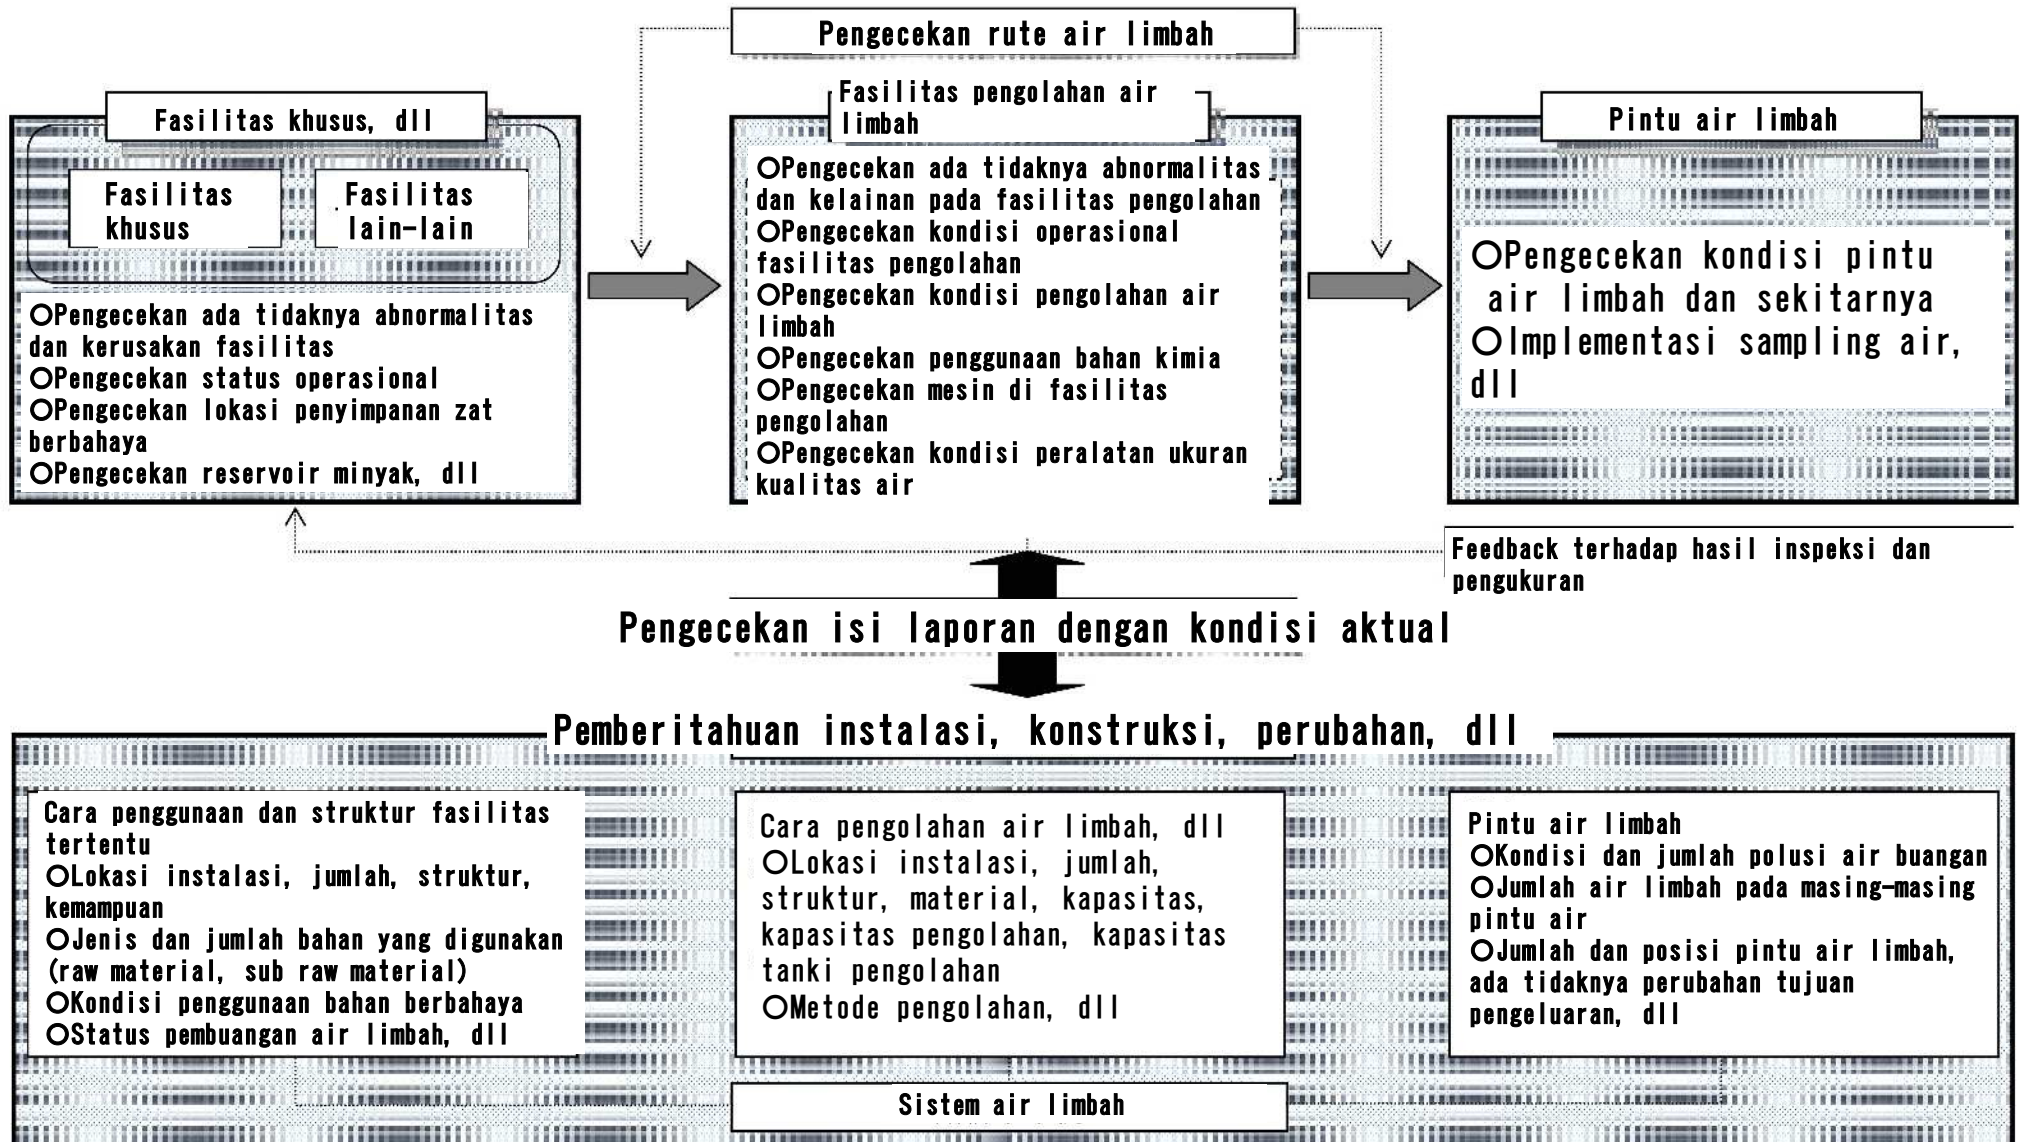 Pengecekan rute air limbah
Fasilitas khusus, dll
Fasilitas
khusus
Fasilitas
lain-lain
○Pengecekan ada tidaknya abnormalitas
dan kerusakan fasilitas
○Pengecekan status operasional
○Pengecekan lokasi penyimpanan zat
berbahaya
○Pengecekan reservoir minyak, dll
Fasilitas pengolahan air
limbah
○Pengecekan ada tidaknya abnormalitas
dan kelainan pada fasilitas pengolahan
○Pengecekan kondisi operasional
fasilitas pengolahan
○Pengecekan kondisi pengolahan air
limbah
○Pengecekan penggunaan bahan kimia
○Pengecekan mesin di fasilitas
pengolahan
○Pengecekan kondisi peralatan ukuran
kualitas air
Pintu air limbah
○Pengecekan kondisi pintu
air limbah dan sekitarnya
○Implementasi sampling air,
dll
Feedback terhadap hasil inspeksi dan
pengukuran
Pengecekan isi laporan dengan kondisi aktual
Pemberitahuan instalasi, konstruksi, perubahan, dll
Cara penggunaan dan struktur fasilitas
tertentu
○Lokasi instalasi, jumlah, struktur,
kemampuan
○Jenis dan jumlah bahan yang digunakan
(raw material, sub raw material)
○Kondisi penggunaan bahan berbahaya
○Status pembuangan air limbah, dll
Cara pengolahan air limbah, dll
○Lokasi instalasi, jumlah,
struktur, material, kapasitas,
kapasitas pengolahan, kapasitas
tanki pengolahan
○Metode pengolahan, dll
Pintu air limbah
○Kondisi dan jumlah polusi air buangan
○Jumlah air limbah pada masing-masing
pintu air
○Jumlah dan posisi pintu air limbah,
ada tidaknya perubahan tujuan
pengeluaran, dll
Sistem air limbah